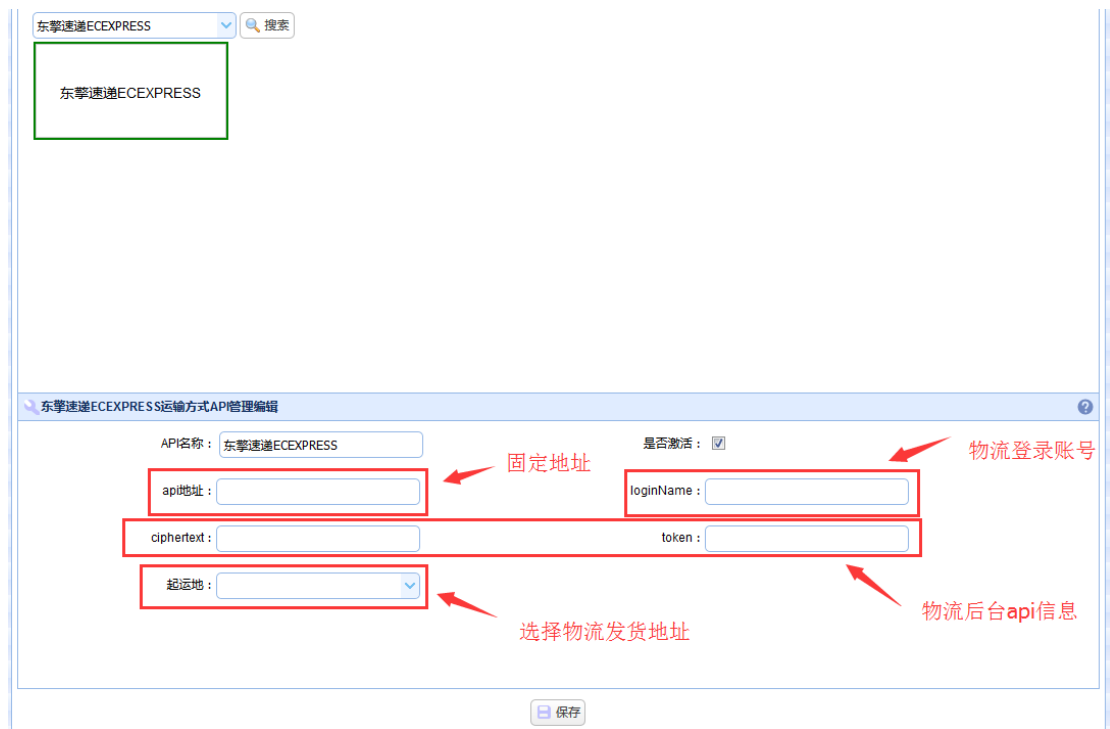 东擎速递ECEXPRESS 搜索
东擎速递ECEXPRESS
东擎速递ECEXPRESS运输方式API管理编辑
API名称： 东擎速递ECEXPRESS 是否激活：
固定地址 物流登录账号
api地址： loginName：
ciphertext： token：
起运地： 物流后台api信息
选择物流发货地址
保存